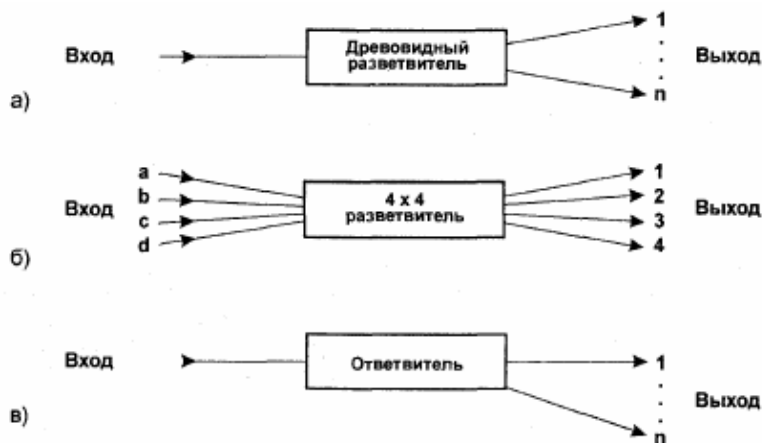 Вход
Древовидный
разветвитель
1
.
.
.
n
Выход
а)
Вход
a
b
c
d
4 x 4
разветвитель
1
2
3
4
Выход
б)
Вход
Ответвитель
1
.
.
.
n
Выход
в)